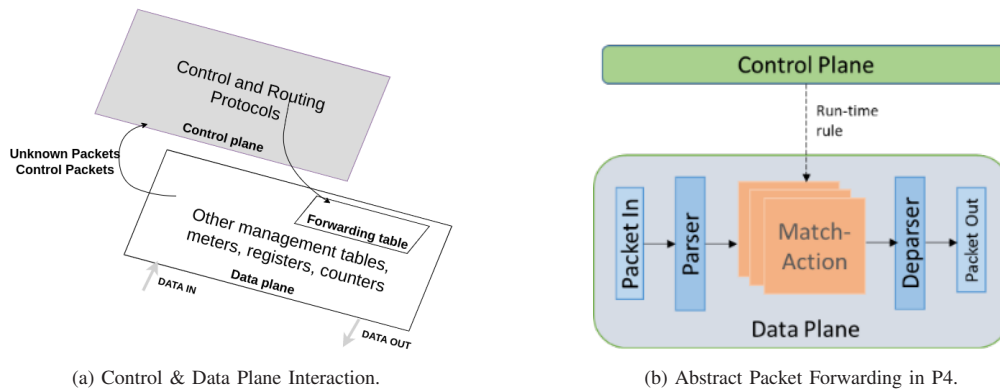 Control and Routing
Protocols
Control plane
Unknown Packets
Control Packets
Forwarding table
Other management tables,
meters, registers, counters
Data plane
DATA IN
DATA OUT
(a) Control & Data Plane Interaction.
Control Plane
Run-time
rule
Packet In
Parser
Match-
Action
Deparser
Packet Out
Data Plane
(b) Abstract Packet Forwarding in P4.